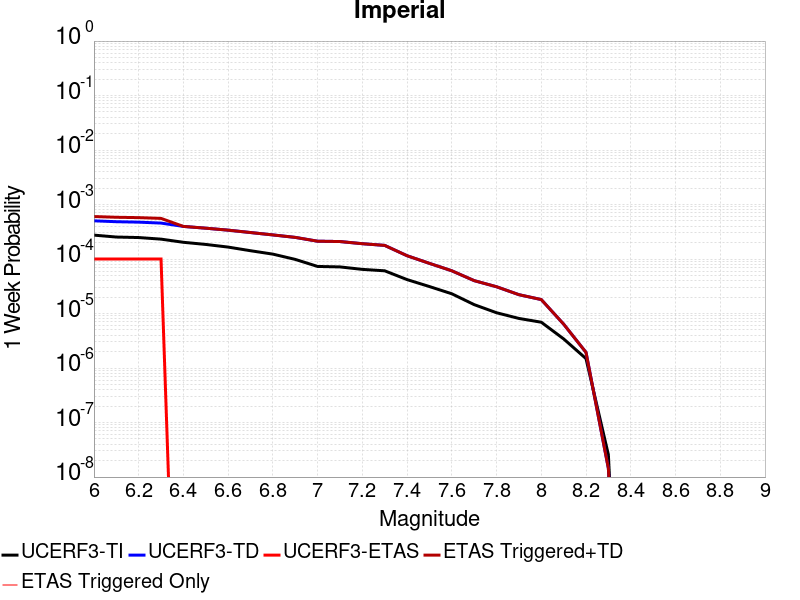 Imperial
10^0
10^-1
10^-2
10^-3
10^-4
10^-5
10^-6
10^-7
10^-8
1 Week Probability
6 6.2 6.4 6.6 6.8 7 7.2 7.4 7.6 7.8 8 8.2 8.4 8.6 8.8 9
Magnitude
UCERF3-TI UCERF3-TD UCERF3-ETAS ETAS Triggered+TD
ETAS Triggered Only